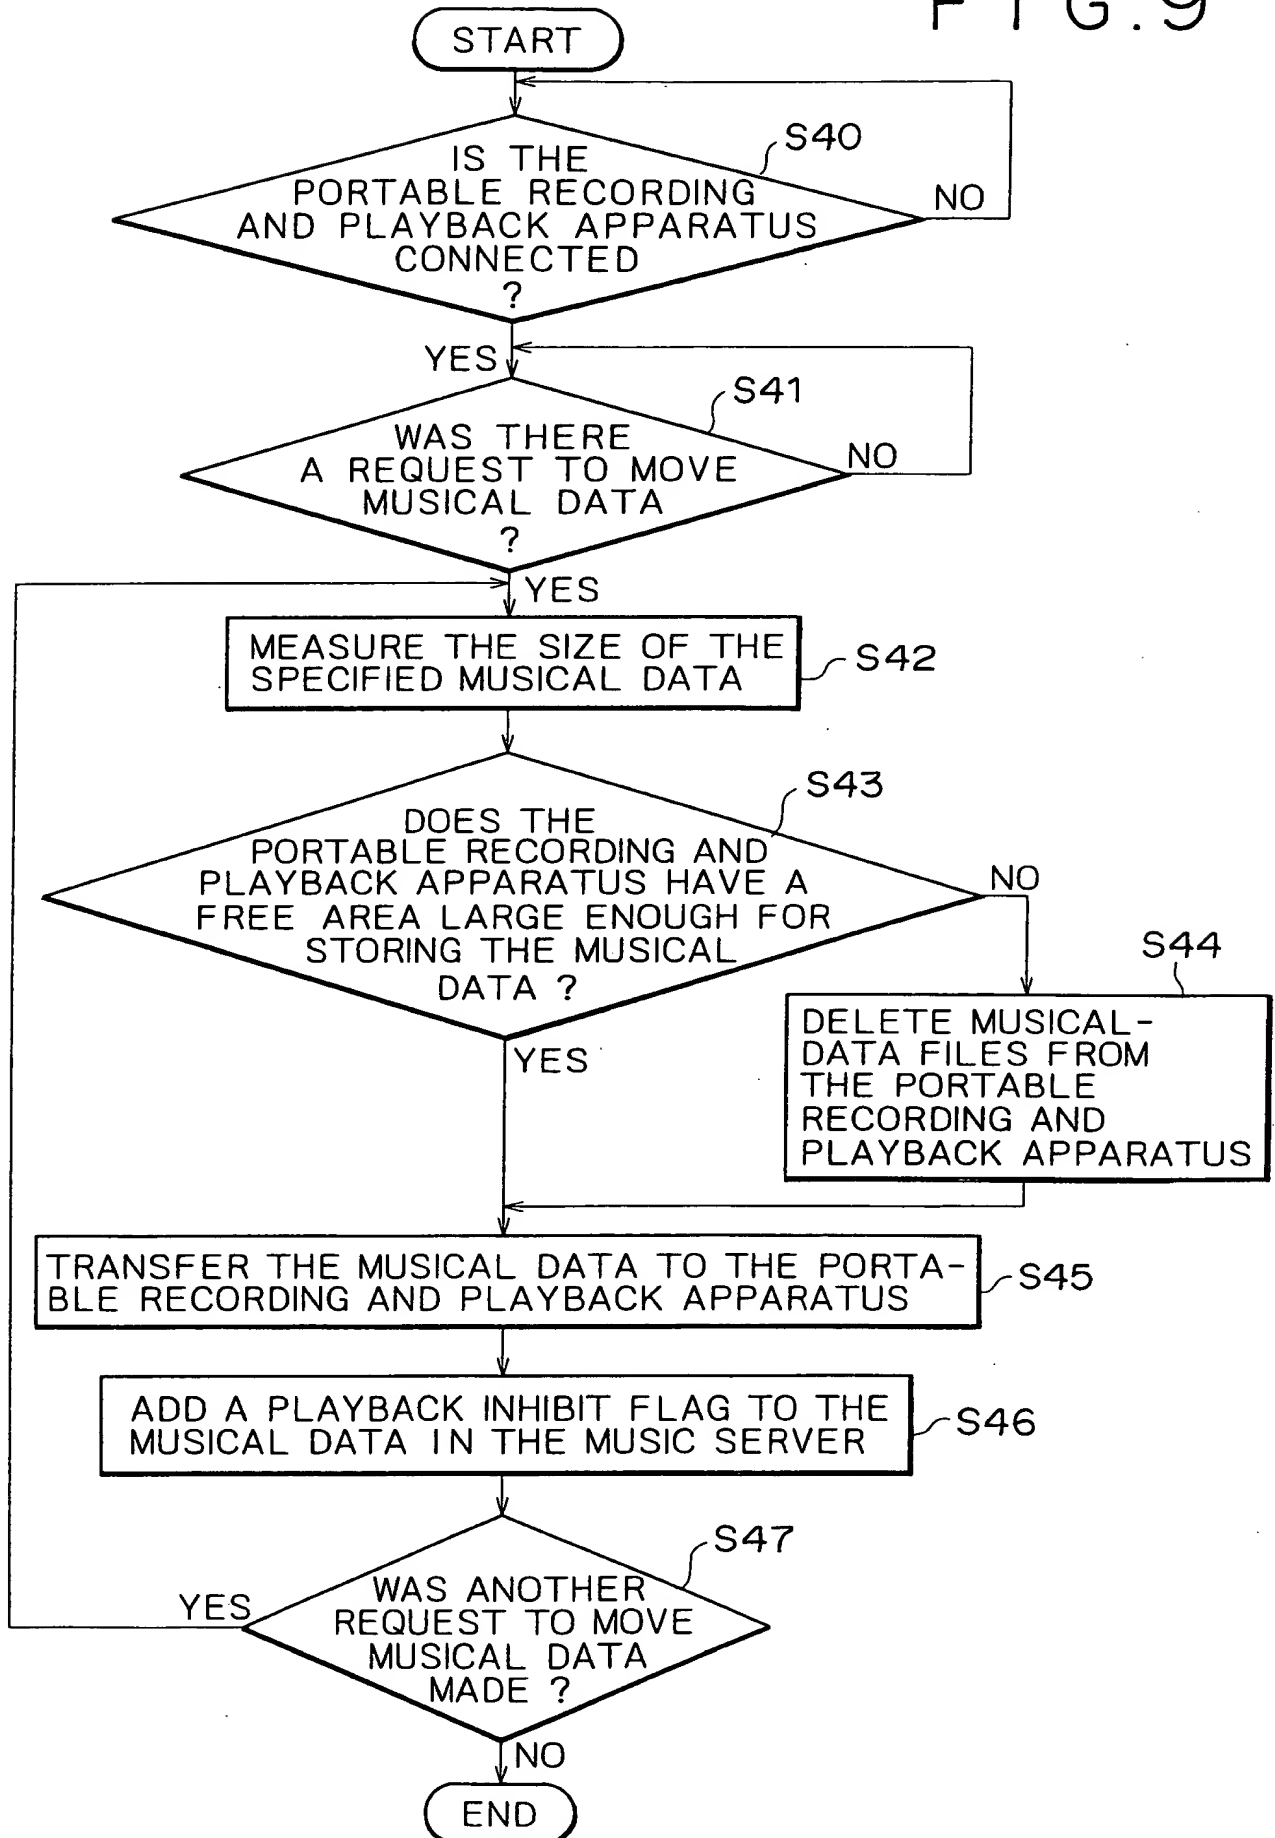 FIG.9
START
S40
IS THE
PORTABLE RECORDING
AND PLAYBACK APPARATUS
CONNECTED
?
NO
YES
S41
WAS THERE
A REQUEST TO MOVE
MUSICAL DATA
?
NO
YES
MEASURE THE SIZE OF THE
SPECIFIED MUSICAL DATA
S42
S43
DOES THE
PORTABLE RECORDING AND
PLAYBACK APPARATUS HAVE A
FREE AREA LARGE ENOUGH FOR
STORING THE MUSICAL
DATA ?
NO
YES
S44
DELETE MUSICAL-
DATA FILES FROM
THE PORTABLE
RECORDING AND
PLAYBACK APPARATUS
TRANSFER THE MUSICAL DATA TO THE PORTA-
BLE RECORDING AND PLAYBACK APPARATUS
S45
ADD A PLAYBACK INHIBIT FLAG TO THE
MUSICAL DATA IN THE MUSIC SERVER
S46
S47
WAS ANOTHER
REQUEST TO MOVE
MUSICAL DATA
MADE ?
YES
NO
END